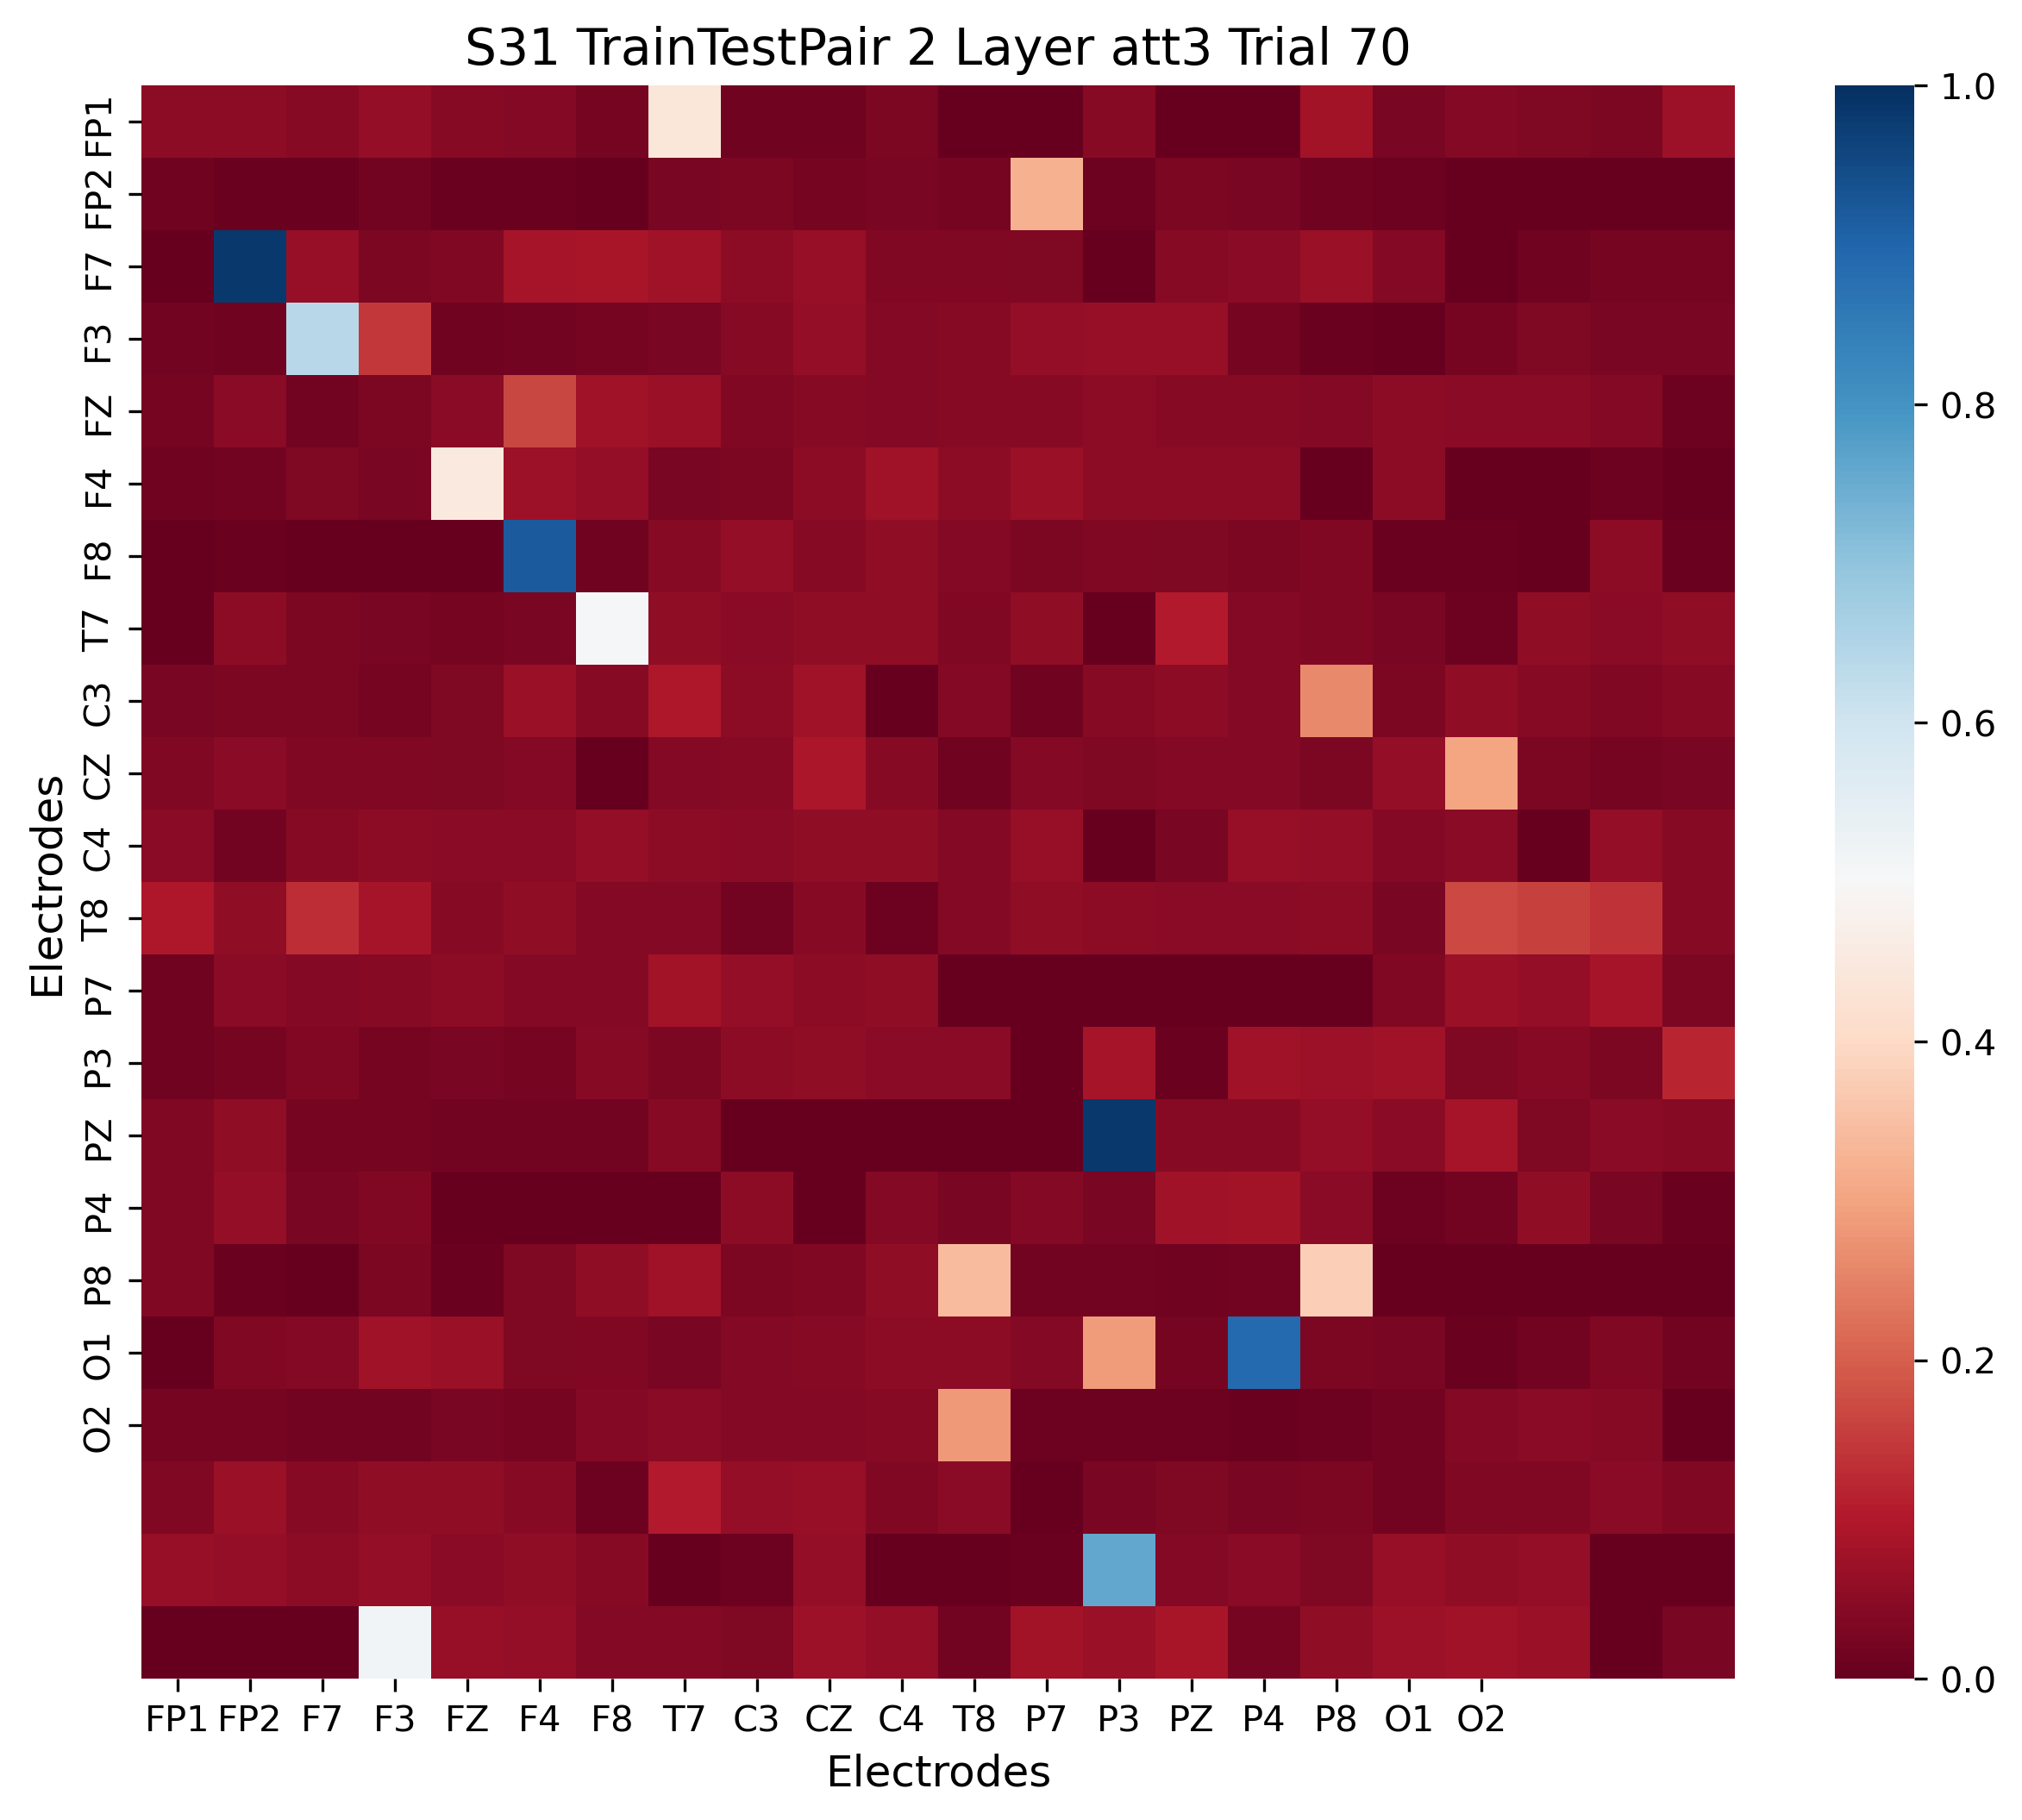 S31 TrainTestPair 2 Layer att3 Trial 70
Electrodes
FP1
FP2
F7
F3
FZ
F4
F8
T7
C3
CZ
C4
T8
P7
P3
PZ
P4
P8
O1
O2
FP1 FP2 F7 F3 FZ F4 F8 T7 C3 CZ C4 T8 P7 P3 PZ P4 P8 O1 O2
Electrodes
1.0
0.8
0.6
0.4
0.2
0.0